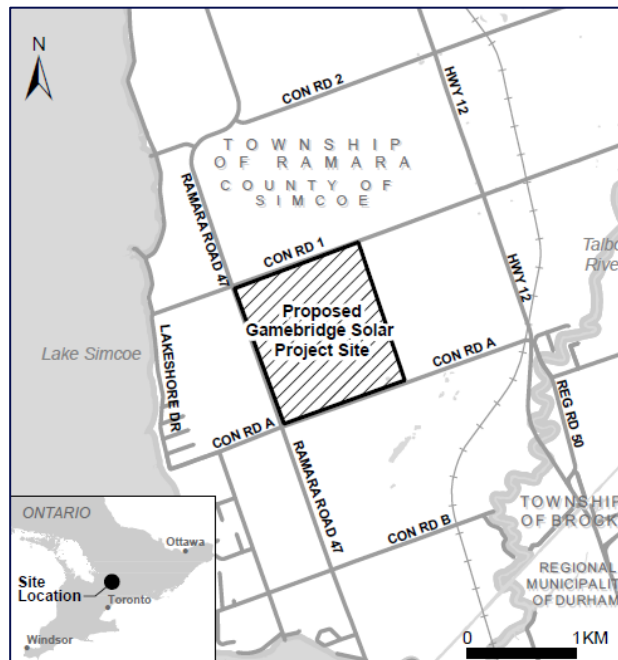 N
CON RD 2
HWY 12
TOWNSHIP
OF RAMARA
COUNTY OF
SIMCOE
RAMARA ROAD 47
CON RD 1
HWY 12
Talbo
River
Proposed
Gamebridge Solar
Project Site
Lake Simcoe
LAKESHORE DR
CON RD A
CON RD A
REG RD 50
RAMARA ROAD 47
CON RD B
TOWNSHIP
OF BROCK
REGIONAL
MUNICIPALIT
OF DURHAM
ONTARIO
Ottawa
Site
Location
Toronto
Windsor
0 1KM